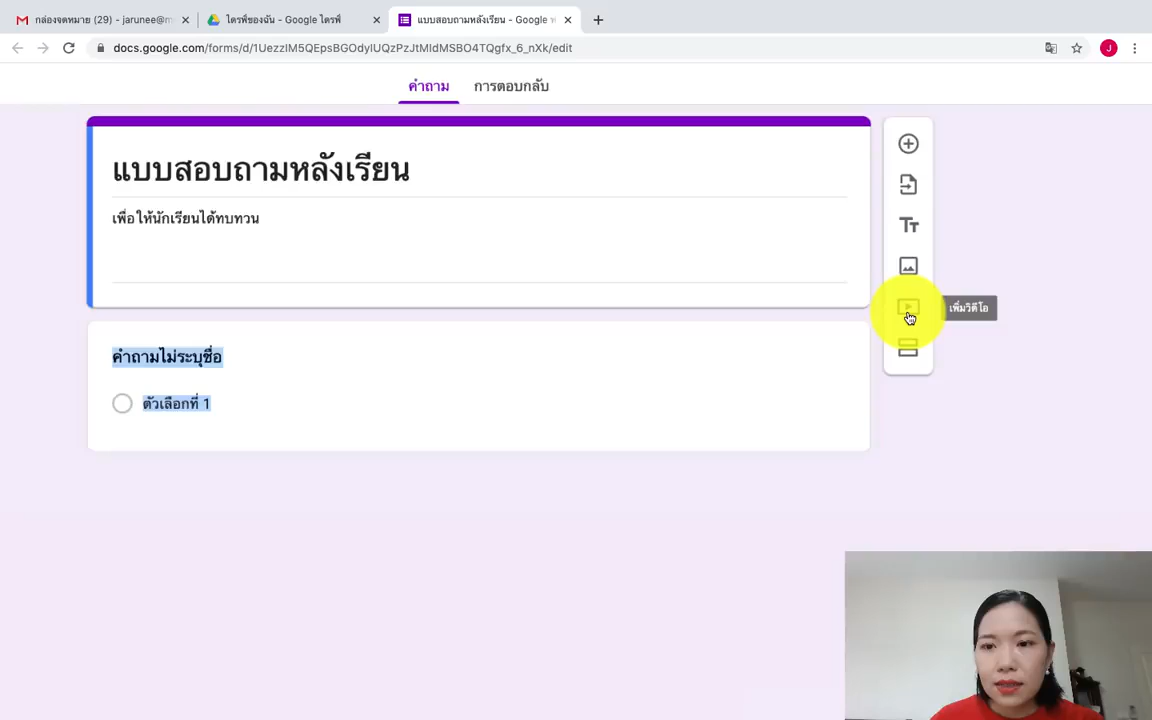 กล่องจดหมาย (29) - jarunee@m
ไดรฟ์ของฉัน - Google ไดรฟ์
แบบสอบถามหลังเรียน - Google ฟ
docs.google.com/forms/d/1UezzIM5QEpsBGOdyIUQzPzJtMIdMSBO4TQgfx_6_nXk/edit
J
คำถาม
การตอบกลับ
แบบสอบถามหลังเรียน
เพื่อให้นักเรียนได้ทบทวน
Tт
เพิ่มวิดีโอ
คำถามไม่ระบุชื่อ
ตัวเลือกที่ 1